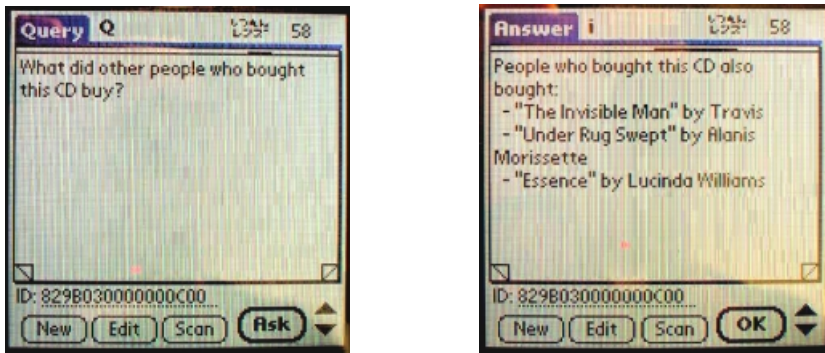 Query Q 58
What did other people who bought
this CD buy?
ID: 829B030000000C00
New Edit Scan Ask
Answer i 58
People who bought this CD also
bought:
- "The Invisible Man" by Travis
- "Under Rug Swept" by Alanis
Morissette
- "Essence" by Lucinda Williams
ID: 829B030000000C00
New Edit Scan OK